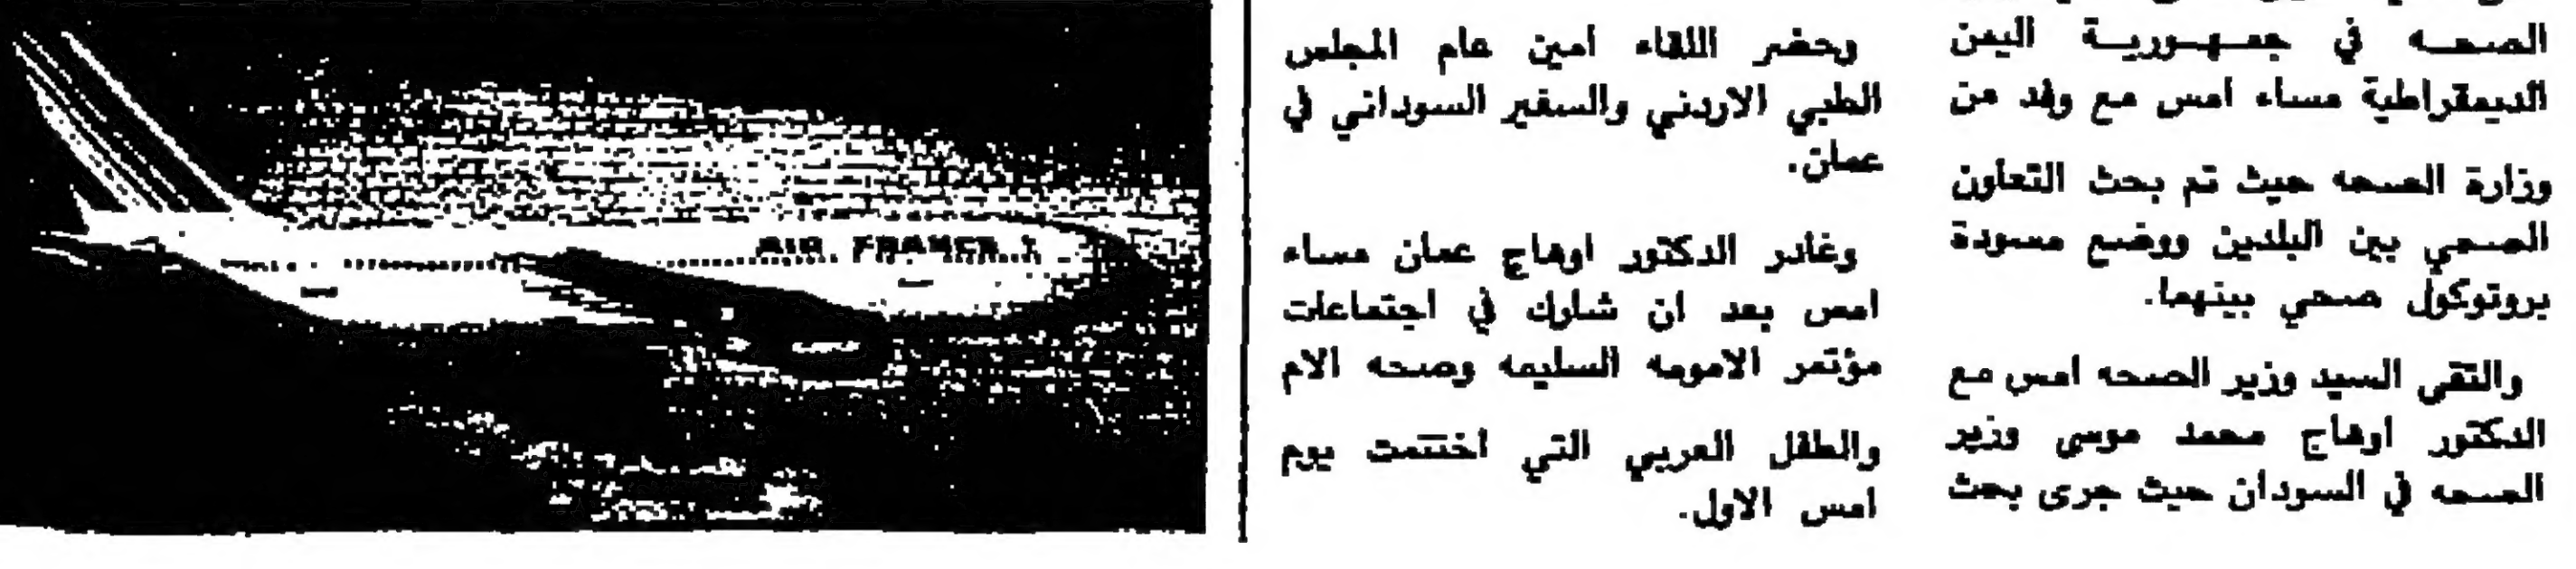 الصحه في جمهورية اليمن
الديمقراطية مساء امس مع وفد من
وزارة الصحه حيث تم بحث التعاون
الصحي بين البلدين ووضع مسودة
بروتوكول صحي بينهما.
والتقى السيد وزير الصحه امس مع
الدكتور اوهاج محمد موسى وزير
الصحه في السودان حيث جرى بحث
وحضر اللقاء امين عام المجلس
الطبي الاردني والسفير السوداني في
عمان.
وغادر الدكتور اوهاج عمان مساء
امس بعد ان شارك في اجتماعات
مؤتمر الامومه السليمه وصحه الام
والطفل العربي التي اختتمت يوم
امس الاول.
AIR FRANCE